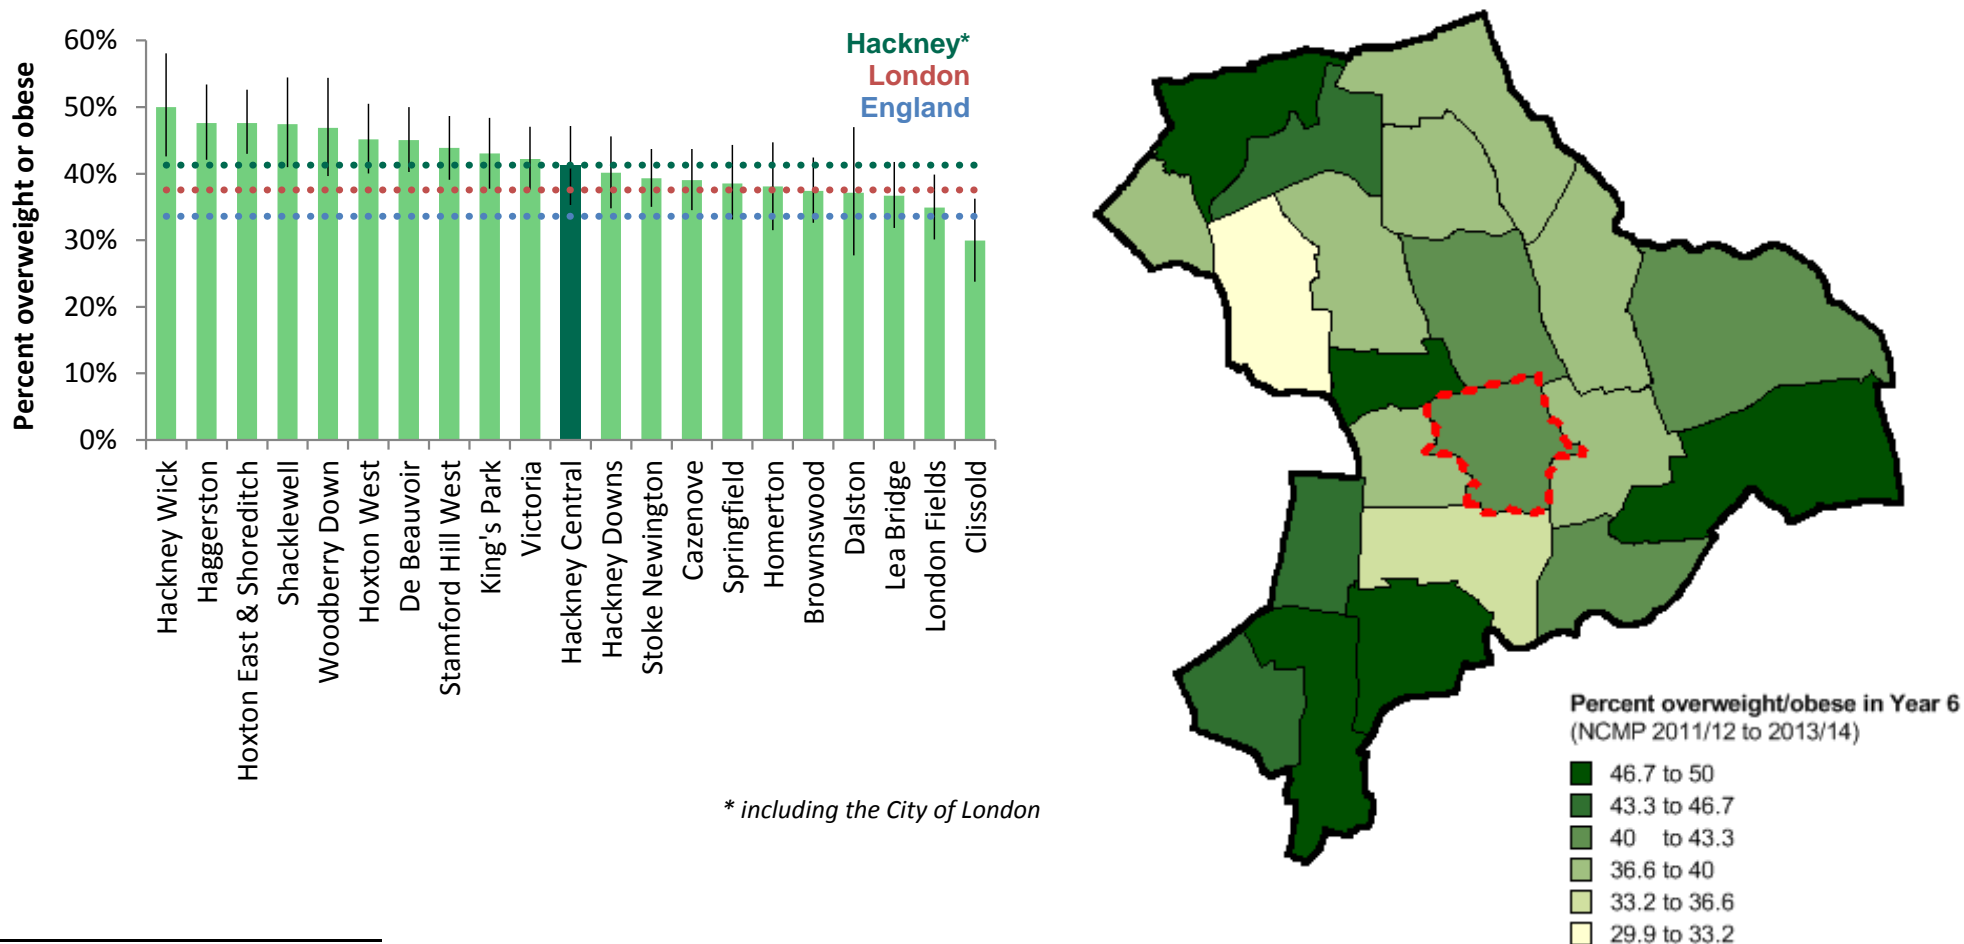 Percent overweight or obese
60%
50%
40%
30%
20%
10%
0%
Hackney*
London
England
Hackney Wick
Haggerston
Hoxton East & Shoreditch
Shacklewell
Woodberry Down
Hoxton West
De Beauvoir
Stamford Hill West
King's Park
Victoria
Hackney Central
Hackney Downs
Stoke Newington
Cazenove
Springfield
Homerton
Brownswood
Dalston
Lea Bridge
London Fields
Clissold
* including the City of London
Percent overweight/obese in Year 6
(NCMP 2011/12 to 2013/14)
46.7 to 50
43.3 to 46.7
40 to 43.3
36.6 to 40
33.2 to 36.6
29.9 to 33.2